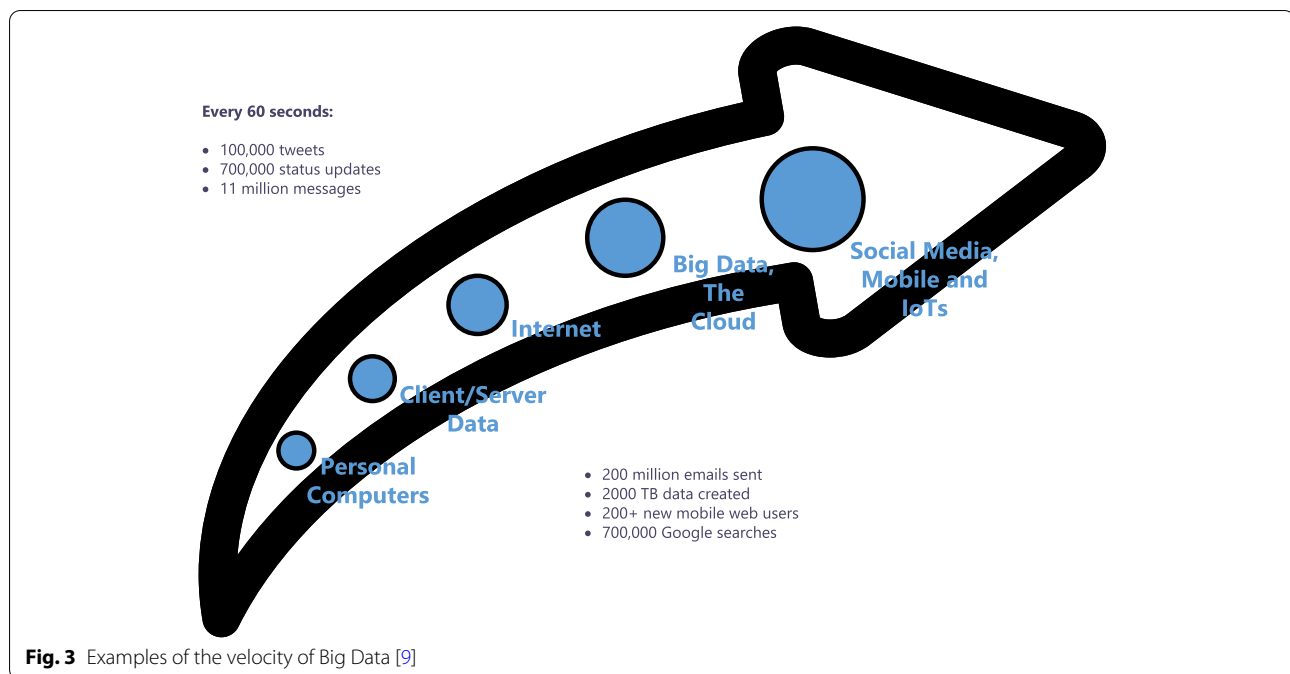 Every 60 seconds:
• 100,000 tweets
• 700,000 status updates
• 11 million messages
Social Media,
Mobile and
IoTs
Big Data,
The
Cloud
Internet
Client/Server
Data
Personal
Computers
• 200 million emails sent
• 2000 TB data created
• 200+ new mobile web users
• 700,000 Google searches
Fig. 3 Examples of the velocity of Big Data [9]